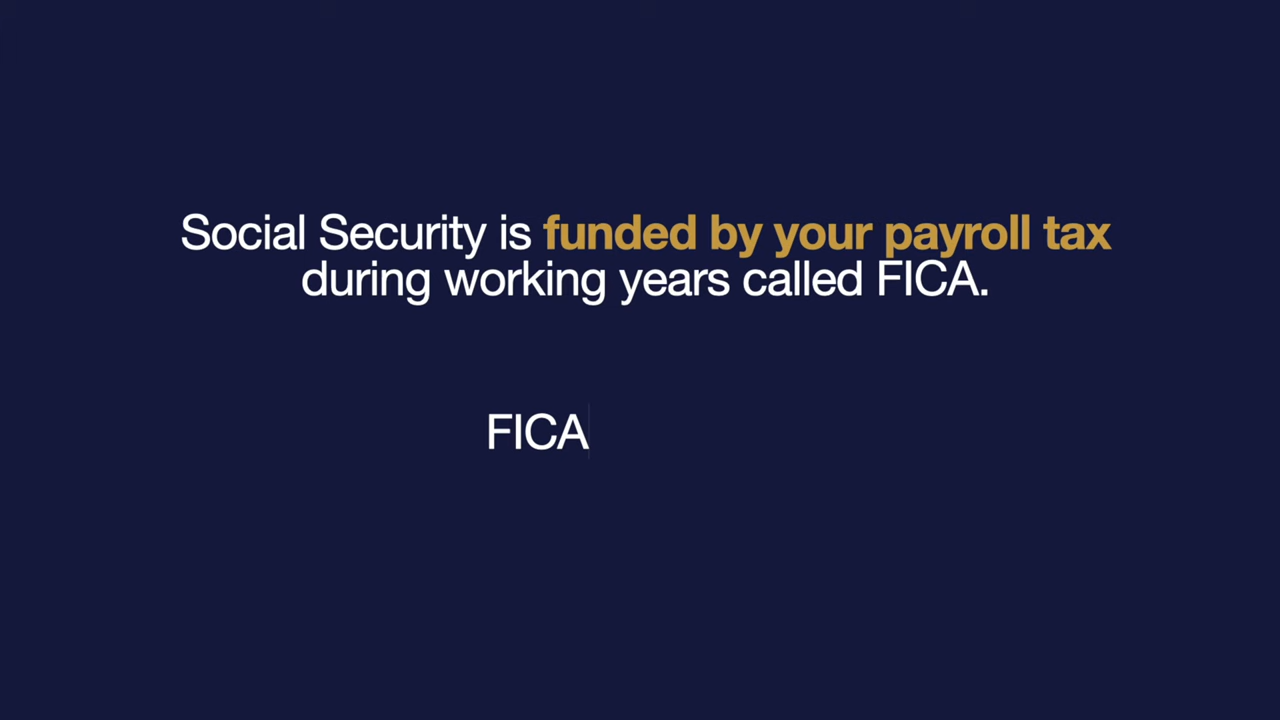 Social Security is funded by your payroll tax
during working years called FICA.
FICA